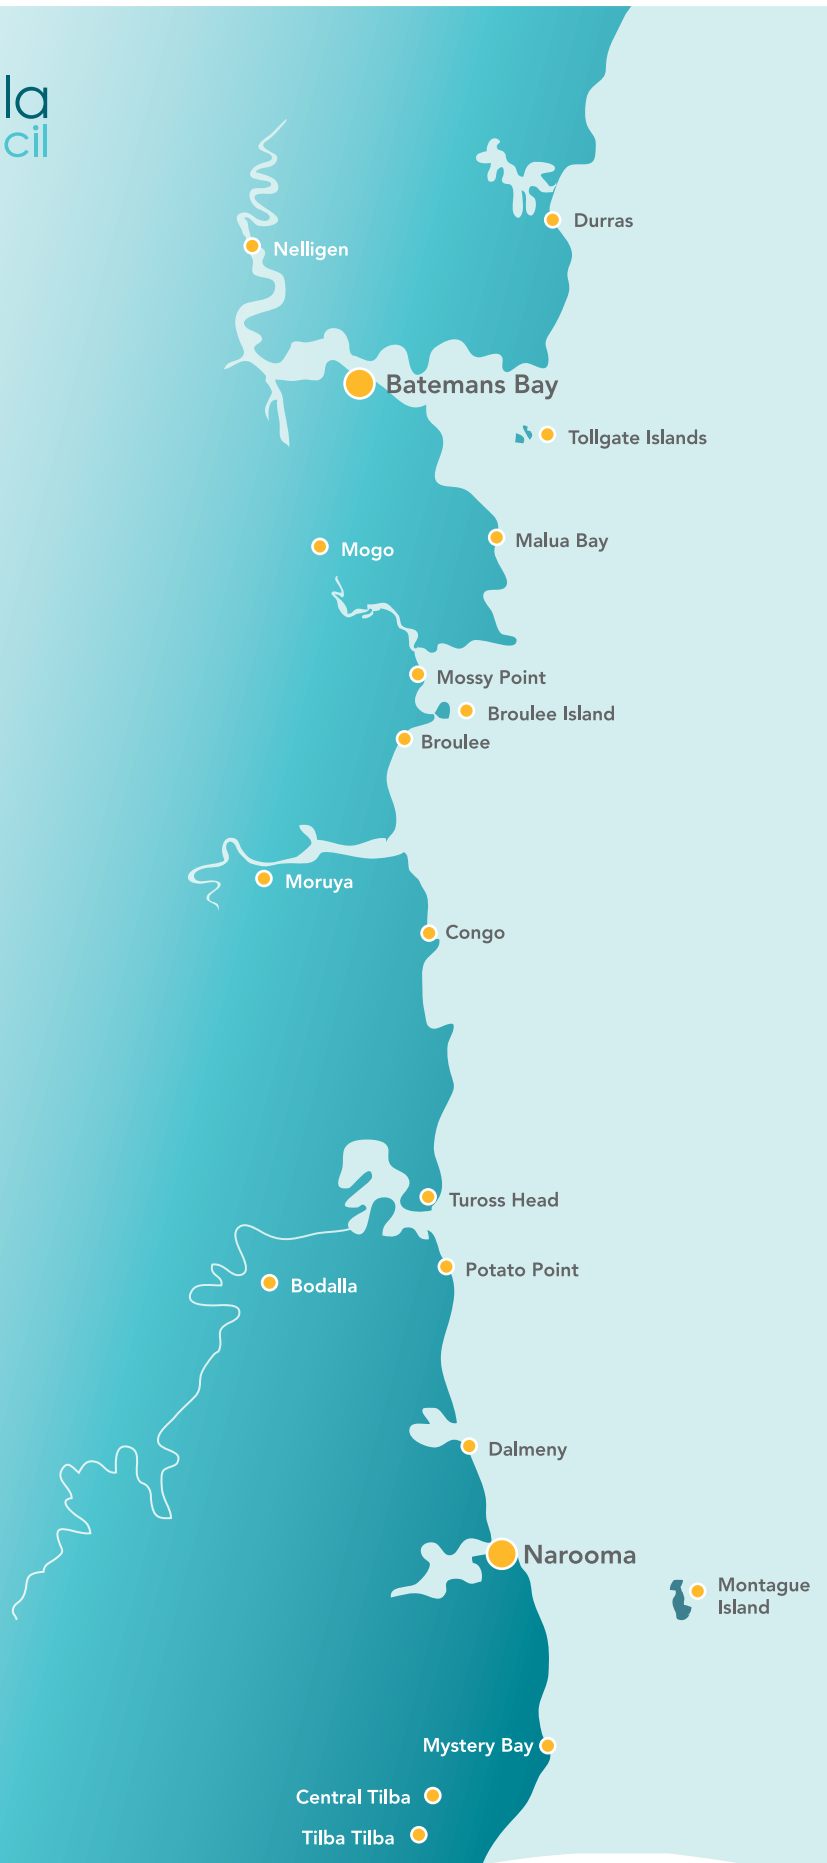 la
cil
Durras
Nelligen
Batemans Bay
Tollgate Islands
Malua Bay
Mogo
Mossy Point
Broulee Island
Broulee
Moruya
Congo
Tuross Head
Potato Point
Bodalla
Dalmeny
Narooma
Montague
Island
Mystery Bay
Central Tilba
Tilba Tilba